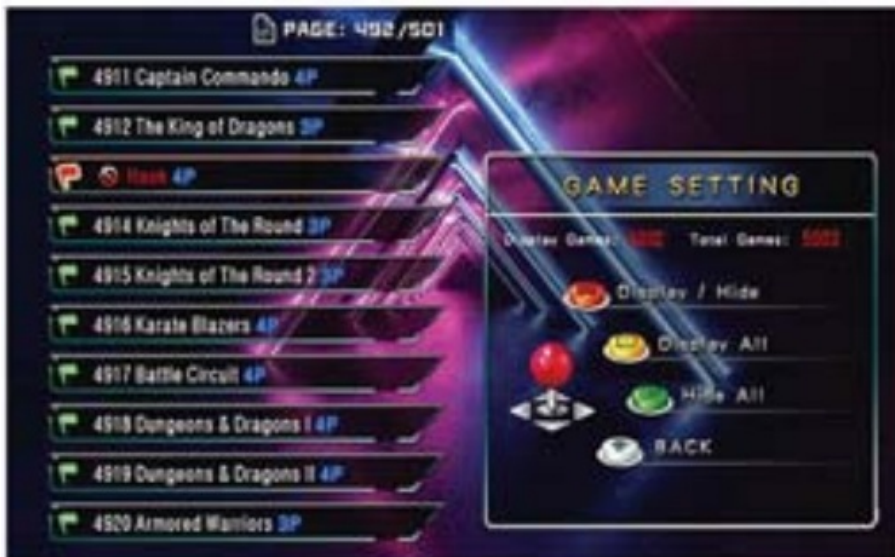 PAGE: 492/501
4911 Captain Commando 4P
4912 The King of Dragons 3P
Hook 4P
4914 Knights of The Round 3P
4915 Knights of The Round 2 3P
4916 Karate Blazers 4P
4917 Battle Circuit 4P
4918 Dungeons & Dragons I 4P
4919 Dungeons & Dragons II 4P
4920 Armored Warriors 3P
GAME SETTING
Display Games: Total Games: 5003
Display / Hide
Display All
Hide All
BACK